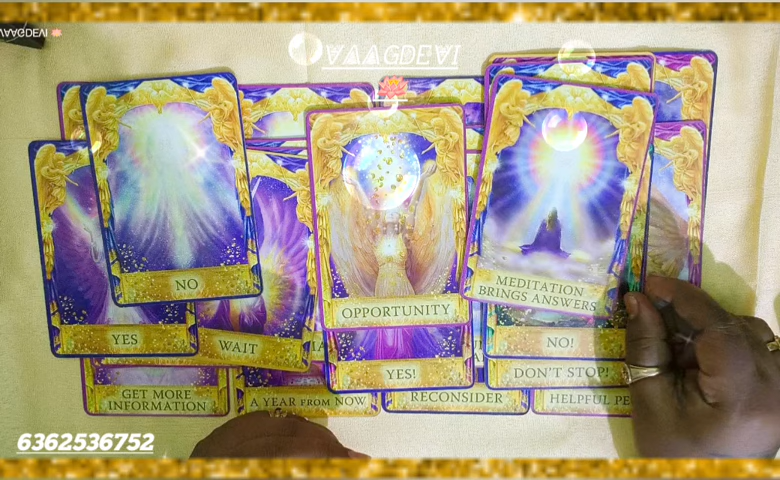 VAAGDEVI
VAAGDEVI
NO
MEDITATION
BRINGS ANSWERS
OPPORTUNITY
YES
WAIT
NO!
YES!
DON'T STOP!
GET MORE
INFORMATION
A YEAR FROM NOW
RECONSIDER
HELPFUL
6362536752